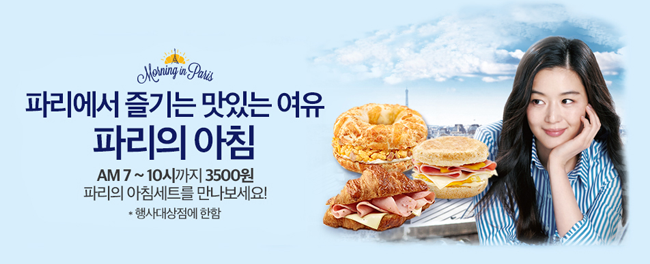 Morning in Paris
파리에서 즐기는 맛있는 여유
파리의 아침
AM 7 ~ 10시까지 3500원
파리의 아침세트를 만나보세요!
* 행사대상점에 한함